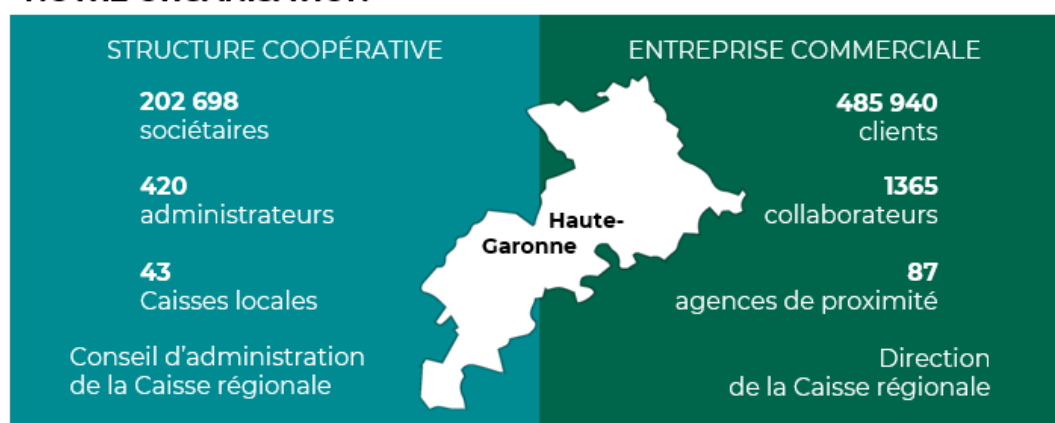 STRUCTURE COOPÉRATIVE
202 698
sociétaires
420
administrateurs
43
Caisses locales
Conseil d’administration
de la Caisse régionale
Haute-
Garonne
ENTREPRISE COMMERCIALE
485 940
clients
1365
collaborateurs
87
agences de proximité
Direction
de la Caisse régionale